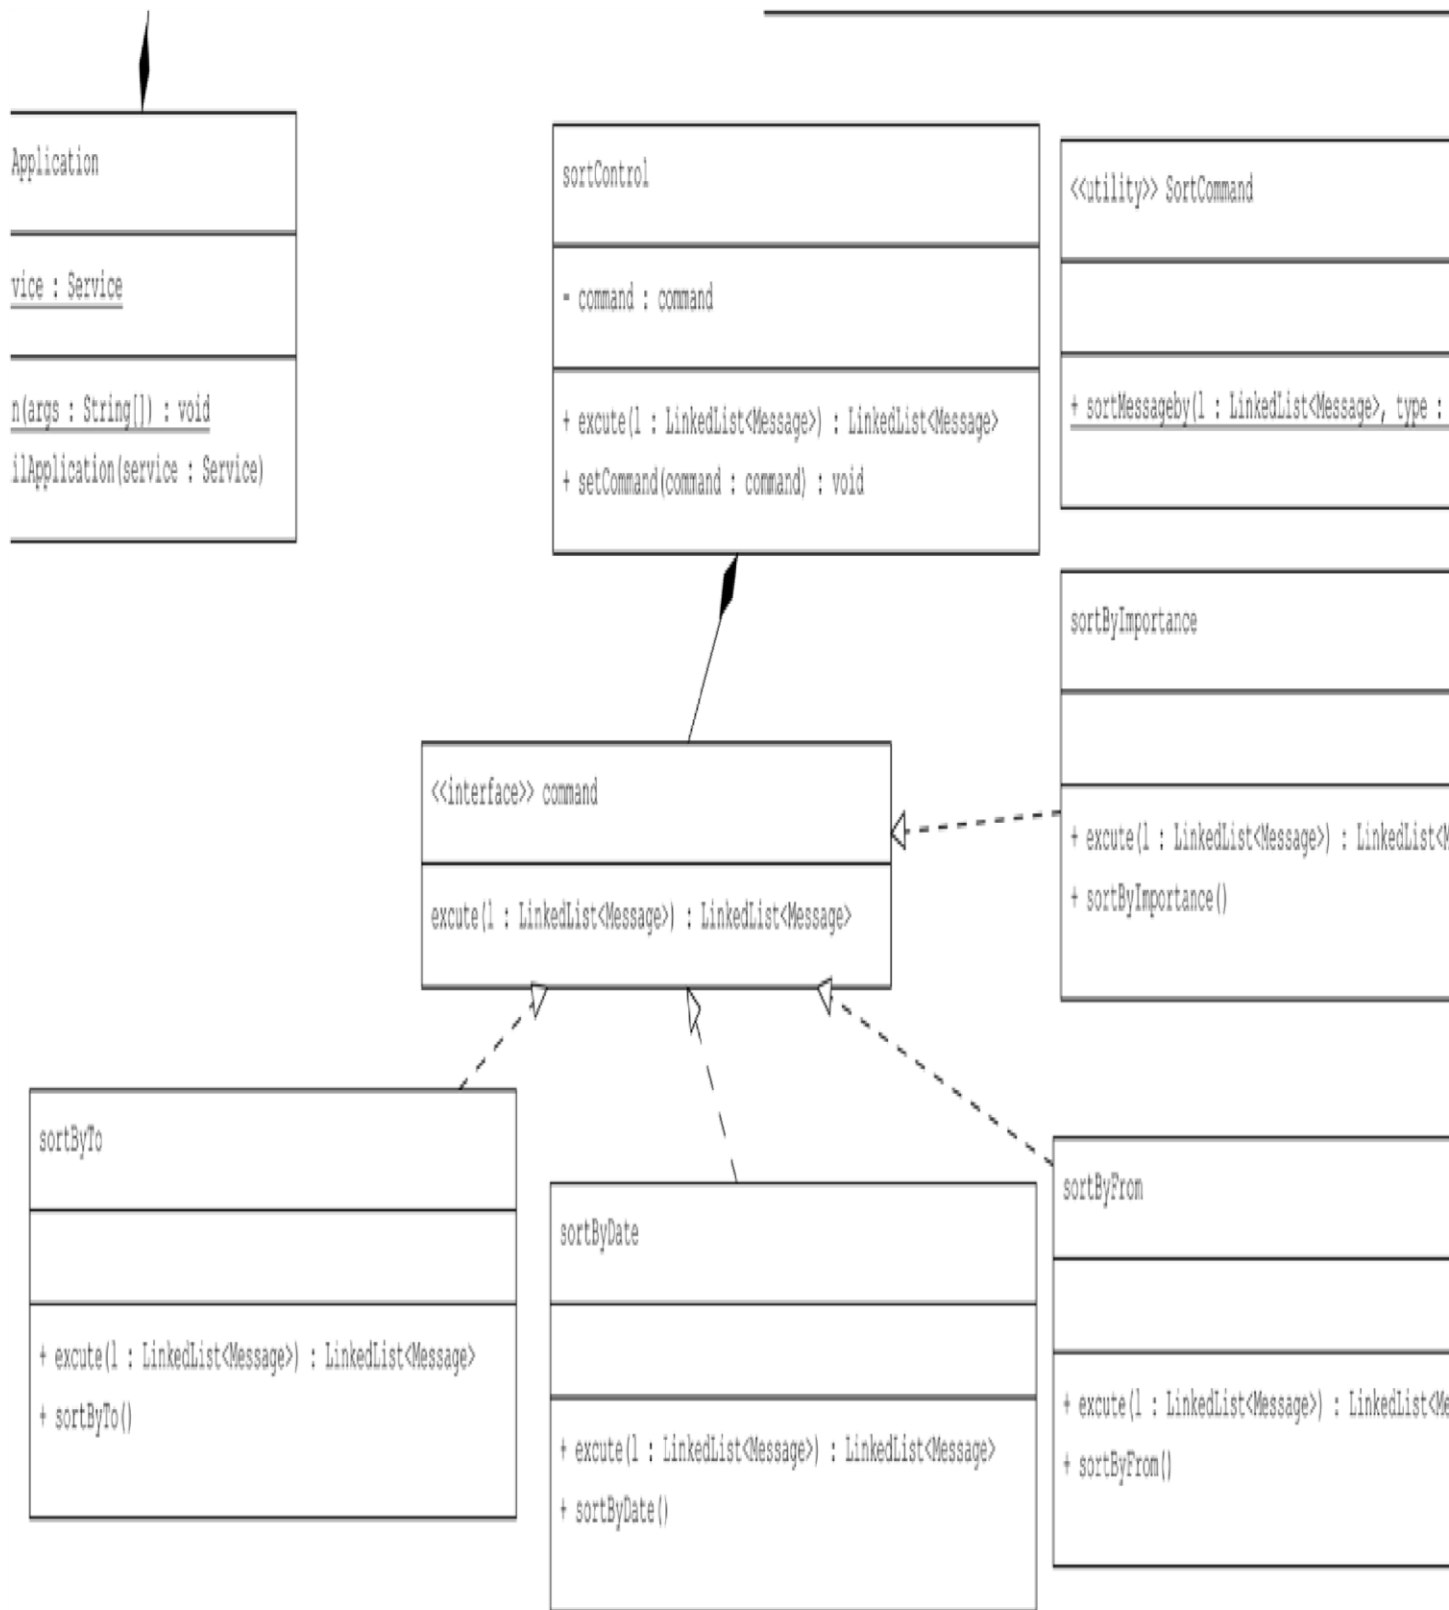 Application
vice : Service
n(args : String[]) : void
ilApplication(service : Service)
sortControl
- command : command
+ excute(l : LinkedList<Message>) : LinkedList<Message>
+ setCommand(command : command) : void
<<utility>> SortCommand
+ sortMessageby(l : LinkedList<Message>, type :
sortByImportance
+ excute(l : LinkedList<Message>) : LinkedList<M
+ sortByImportance()
<<interface>> command
excute(l : LinkedList<Message>) : LinkedList<Message>
sortByTo
+ excute(l : LinkedList<Message>) : LinkedList<Message>
+ sortByTo()
sortByDate
+ excute(l : LinkedList<Message>) : LinkedList<Message>
+ sortByDate()
sortByFrom
+ excute(l : LinkedList<Message>) : LinkedList<Me
+ sortByFrom()